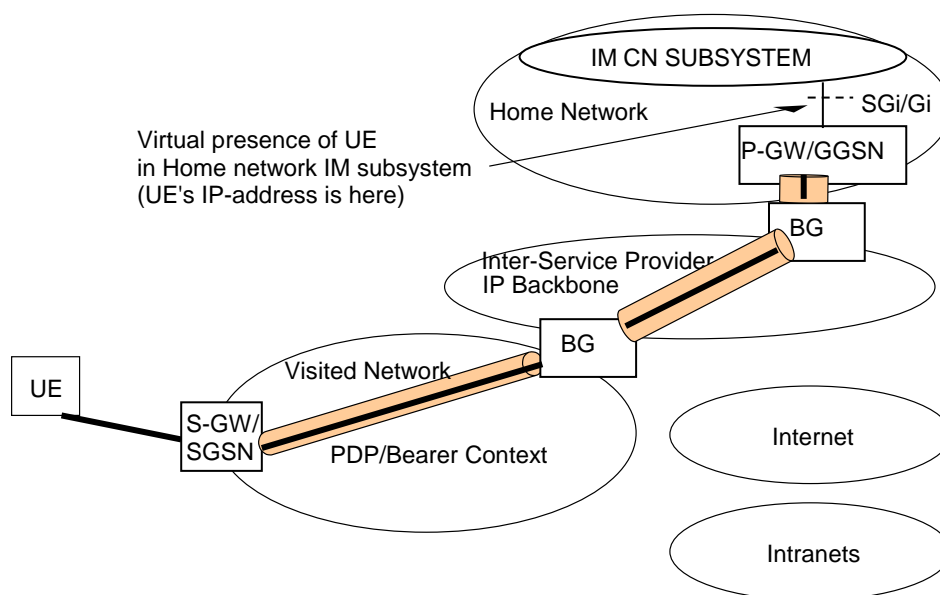 IM CN SUBSYSTEM
SGi/Gi
Home Network
Virtual presence of UE
in Home network IM subsystem
(UE's IP-address is here)
P-GW/GGSN
BG
Inter-Service Provider
IP Backbone
BG
Visited Network
UE
S-GW/
SGSN
PDP/Bearer Context
Internet
Intranets